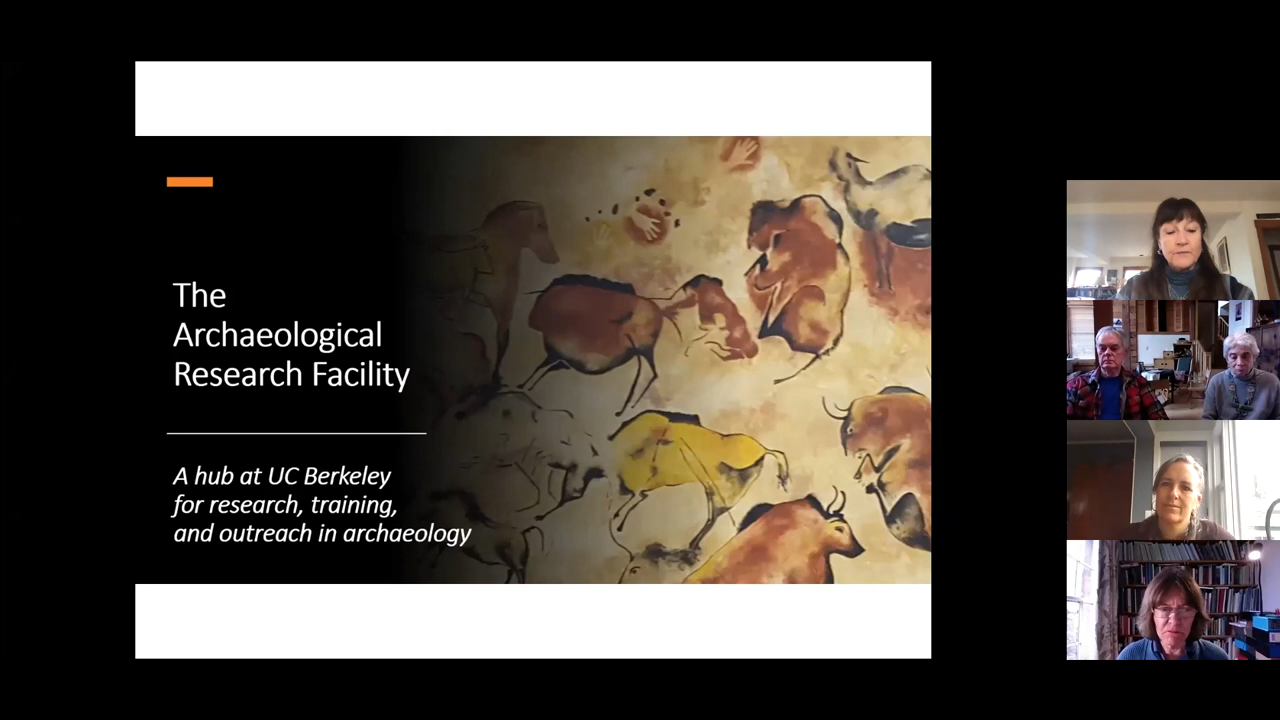 The
Archaeological
Research Facility
A hub at UC Berkeley
for research, training,
and outreach in archaeology